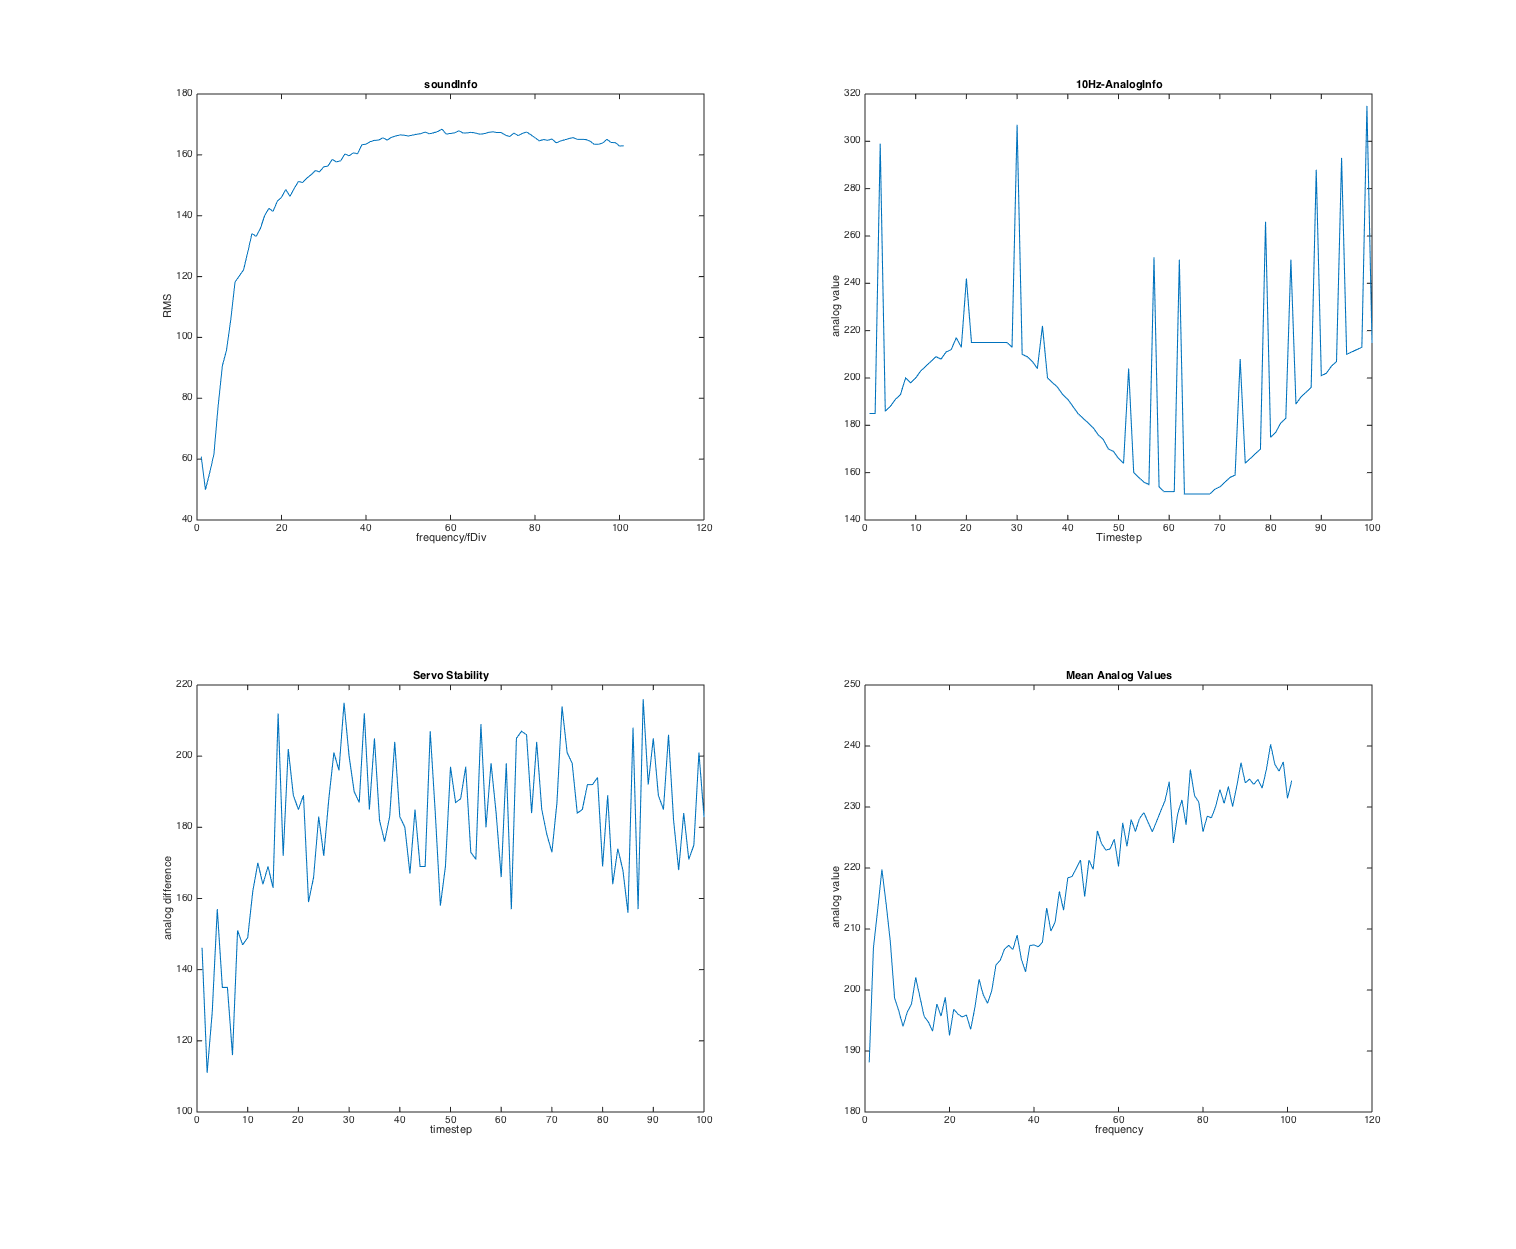 soundInfo
180
160
140
120
100
80
60
40
RMS
0 20 40 60 80 100 120
frequency/fDiv
10Hz-AnalogInfo
320
300
280
260
240
220
200
180
160
140
analog value
0 10 20 30 40 50 60 70 80 90 100
Timestep
Servo Stability
220
200
180
160
140
120
100
analog difference
0 10 20 30 40 50 60 70 80 90 100
timestep
Mean Analog Values
250
240
230
220
210
200
190
180
analog value
0 20 40 60 80 100 120
frequency